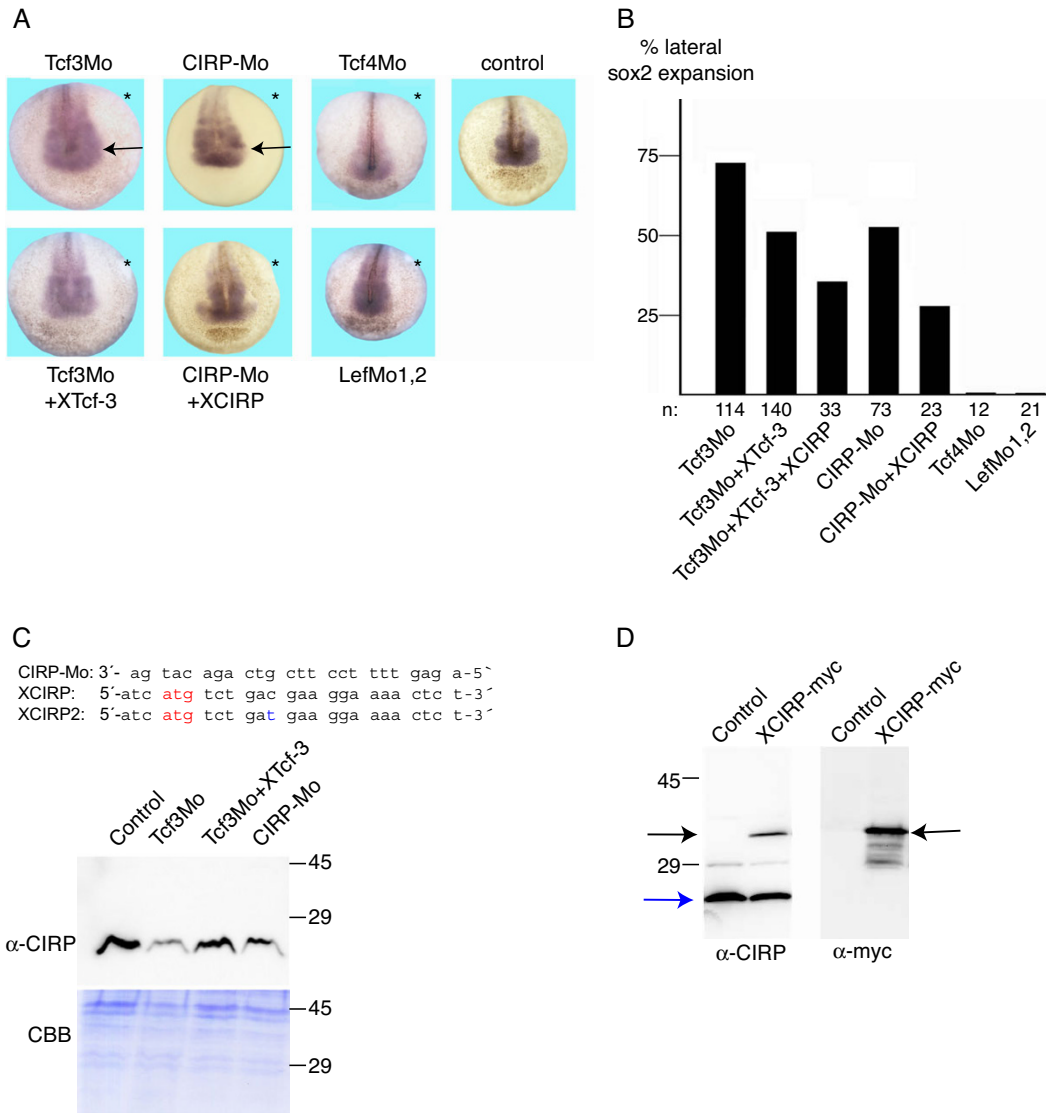 A
Tcf3Mo
CIRP-Mo
Tcf4Mo
control
*
*
*
*
*
*
Tcf3Mo
+XTcf-3
CIRP-Mo
+XCIRP
LefMo1,2
B
% lateral
sox2 expansion
75
50
25
n: 114 140 33 73 23 12 21
Tcf3Mo
Tcf3Mo+XTcf-3
Tcf3Mo+XTcf-3+XCIRP
CIRP-Mo
CIRP-Mo+XCIRP
Tcf4Mo
LefMo1,2
C
CIRP-Mo: 3´- ag tac aga ctg ctt cct ttt gag a-5`
XCIRP: 5´-atc atg tct gac gaa gga aaa ctc t-3´
XCIRP2: 5´-atc atg tct gat gaa gga aaa ctc t-3´
Control
Tcf3Mo
Tcf3Mo+XTcf-3
CIRP-Mo
45
29
α-CIRP
45
CBB
29
D
Control
XCIRP-myc
Control
XCIRP-myc
45
29
α-CIRP
α-myc